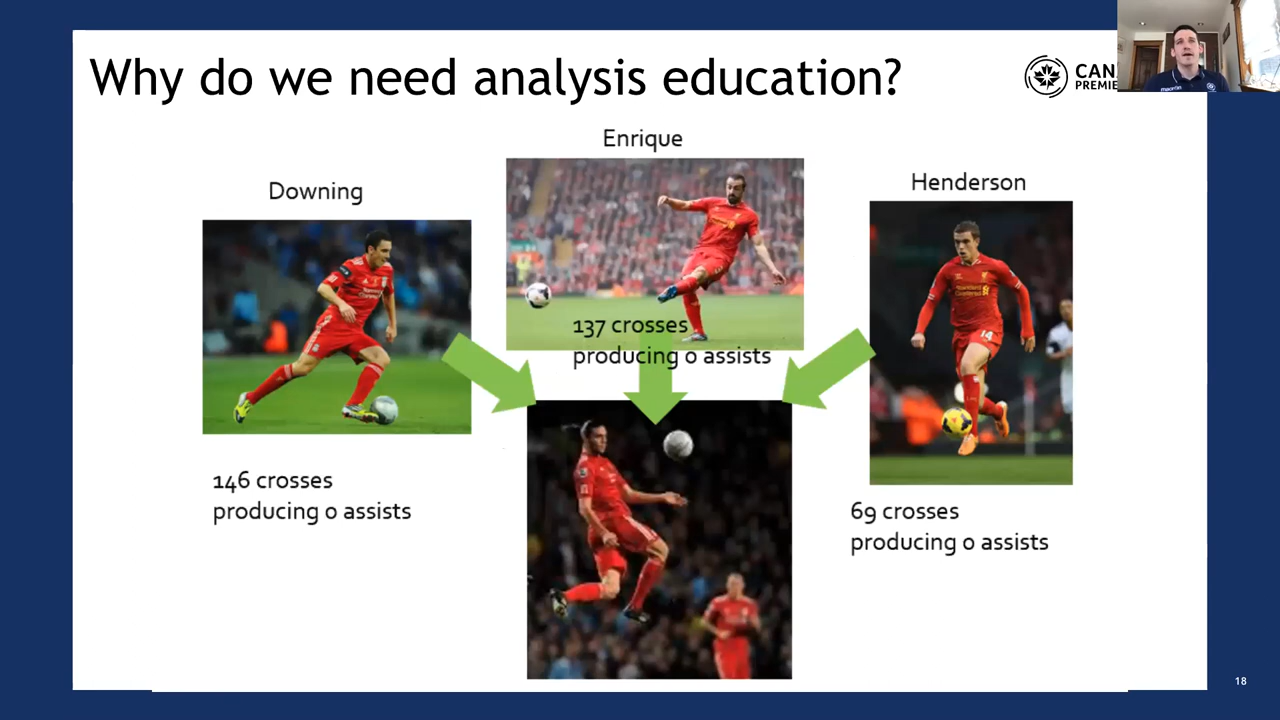 Why do we need analysis education?
CAN
PREMIE
Enrique
Downing
Henderson
137 crosses
producing 0 assists
14
146 crosses
producing 0 assists
69 crosses
producing 0 assists
18